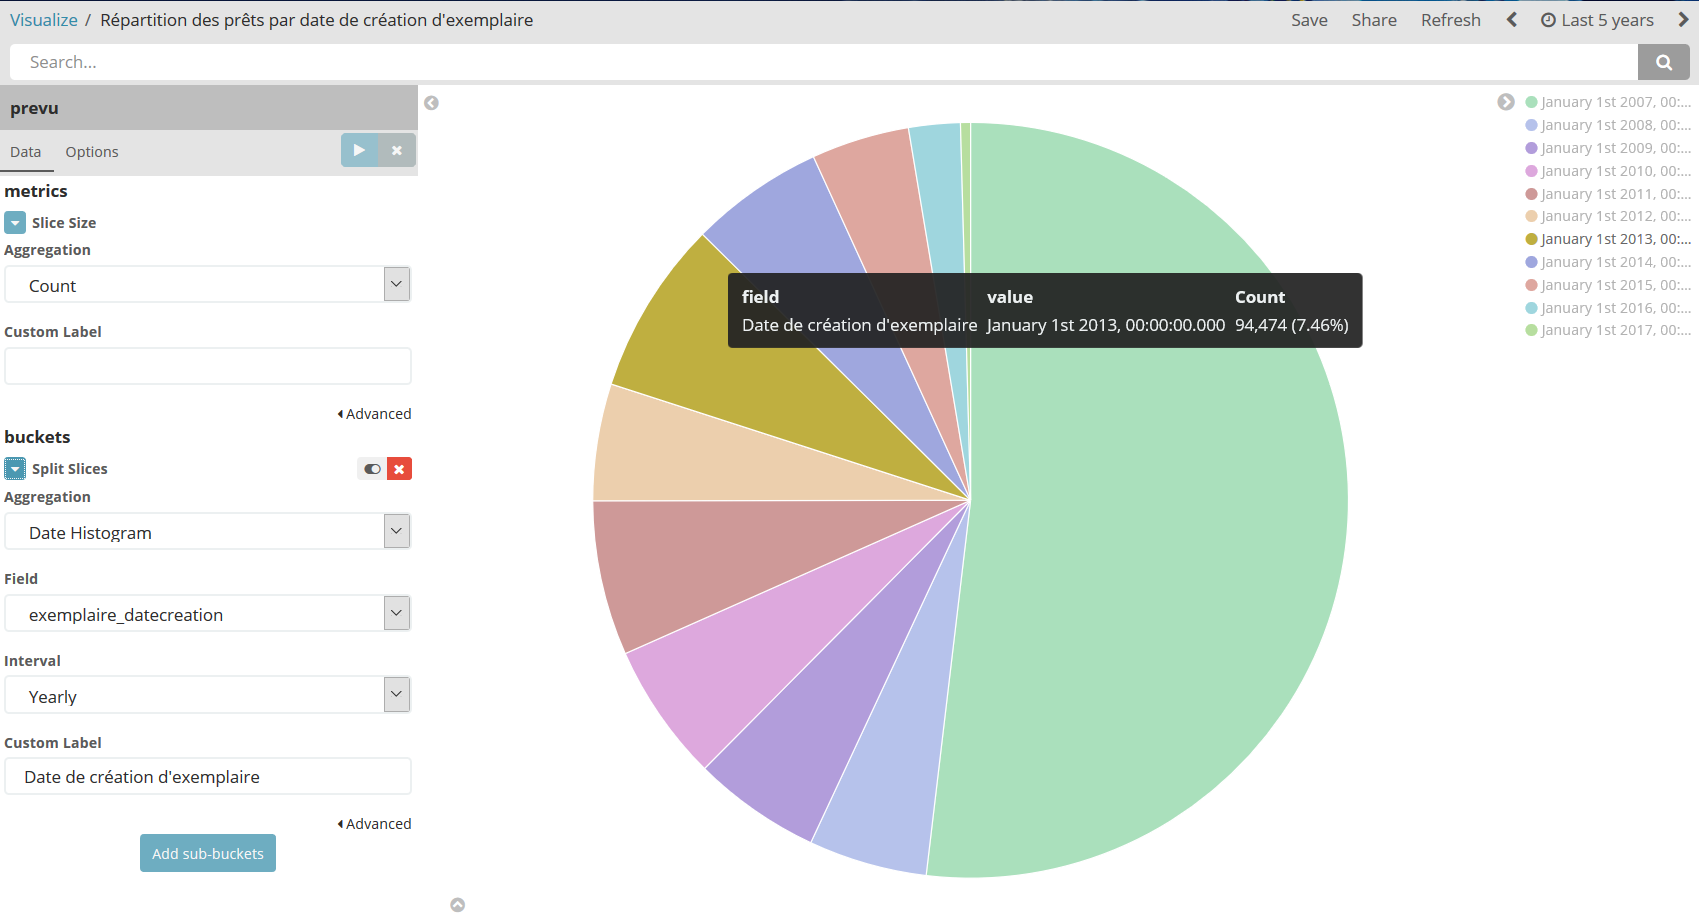 Visualize / Répartition des prêts par date de création d'exemplaire
Save Share Refresh Last 5 years
Search...
prevu
Data Options
metrics
Slice Size
Aggregation
Count
Custom Label
Advanced
buckets
Split Slices
Aggregation
Date Histogram
Field
exemplaire_datecreation
Interval
Yearly
Custom Label
Date de création d'exemplaire
Advanced
Add sub-buckets
field value Count
Date de création d'exemplaire January 1st 2013, 00:00:00.000 94,474 (7.46%)
January 1st 2007, 00:...
January 1st 2008, 00:...
January 1st 2009, 00:...
January 1st 2010, 00:...
January 1st 2011, 00:...
January 1st 2012, 00:...
January 1st 2013, 00:...
January 1st 2014, 00:...
January 1st 2015, 00:...
January 1st 2016, 00:...
January 1st 2017, 00:...